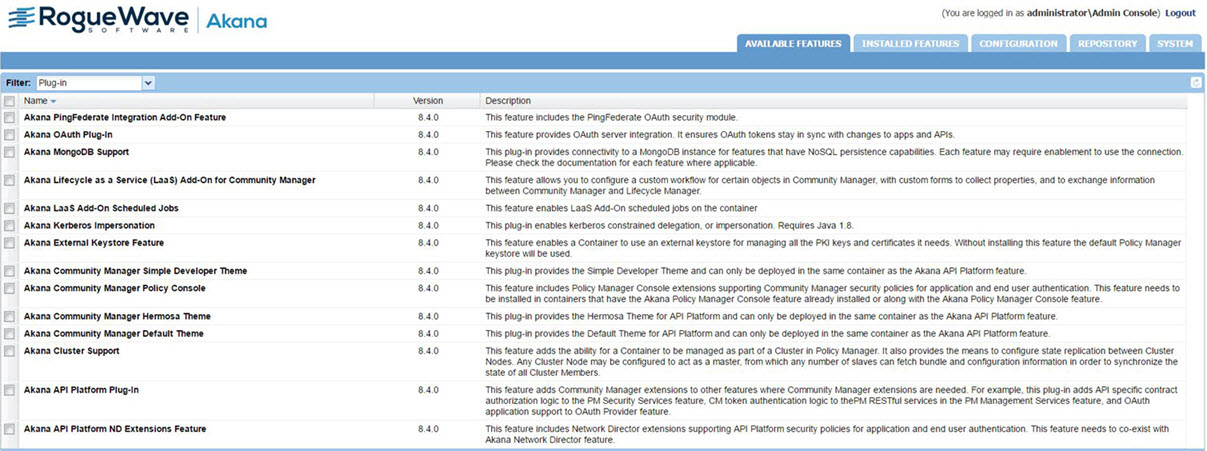 RogueWave
SOFTWARE
Akana
(You are logged in as administrator\Admin Console) Logout
AVAILABLE FEATURES INSTALLED FEATURES CONFIGURATION REPOSITORY SYSTEM
Filter: Plug-in
Name Version Description
Akana PingFederate Integration Add-On Feature 8.4.0 This feature includes the PingFederate OAuth security module.
Akana OAuth Plug-In 8.4.0 This feature provides OAuth server integration. It ensures OAuth tokens stay in sync with changes to apps and APIs.
Akana MongoDB Support 8.4.0 This plug-in provides connectivity to a MongoDB instance for features that have NoSQL persistence capabilities. Each feature may require enablement to use the connection.
Please check the documentation for each feature where applicable.
Akana Lifecycle as a Service (LaaS) Add-On for Community Manager 8.4.0 This feature allows you to configure a custom workflow for certain objects in Community Manager, with custom forms to collect properties, and to exchange information
between Community Manager and Lifecycle Manager.
Akana LaaS Add-On Scheduled Jobs 8.4.0 This feature enables LaaS Add-On scheduled jobs on the container
Akana Kerberos Impersonation 8.4.0 This plug-in enables kerberos constrained delegation, or impersonation. Requires Java 1.8.
Akana External Keystore Feature 8.4.0 This feature enables a Container to use an external keystore for managing all the PKI keys and certificates it needs. Without installing this feature the default Policy Manager
keystore will be used.
Akana Community Manager Simple Developer Theme 8.4.0 This plug-in provides the Simple Developer Theme and can only be deployed in the same container as the Akana API Platform feature.
Akana Community Manager Policy Console 8.4.0 This feature includes Policy Manager Console extensions supporting Community Manager security policies for application and end user authentication. This feature needs to
be installed in containers that have the Akana Policy Manager Console feature already installed or along with the Akana Policy Manager Console feature.
Akana Community Manager Hermosa Theme 8.4.0 This plug-in provides the Hermosa Theme for API Platform and can only be deployed in the same container as the Akana API Platform feature.
Akana Community Manager Default Theme 8.4.0 This plug-in provides the Default Theme for API Platform and can only be deployed in the same container as the Akana API Platform feature.
Akana Cluster Support 8.4.0 This feature adds the ability for a Container to be managed as part of a Cluster in Policy Manager. It also provides the means to configure state replication between Cluster
Nodes. Any Cluster Node may be configured to act as a master, from which any number of slaves can fetch bundle and configuration information in order to synchronize the
state of all Cluster Members.
Akana API Platform Plug-In 8.4.0 This feature adds Community Manager extensions to other features where Community Manager extensions are needed. For example, this plug-in adds API specific contract
authorization logic to the PM Security Services feature, CM token authentication logic to thePM RESTful services in the PM Management Services feature, and OAuth
application support to OAuth Provider feature.
Akana API Platform ND Extensions Feature 8.4.0 This feature includes Network Director extensions supporting API Platform security policies for application and end user authentication. This feature needs to co-exist with
Akana Network Director feature.